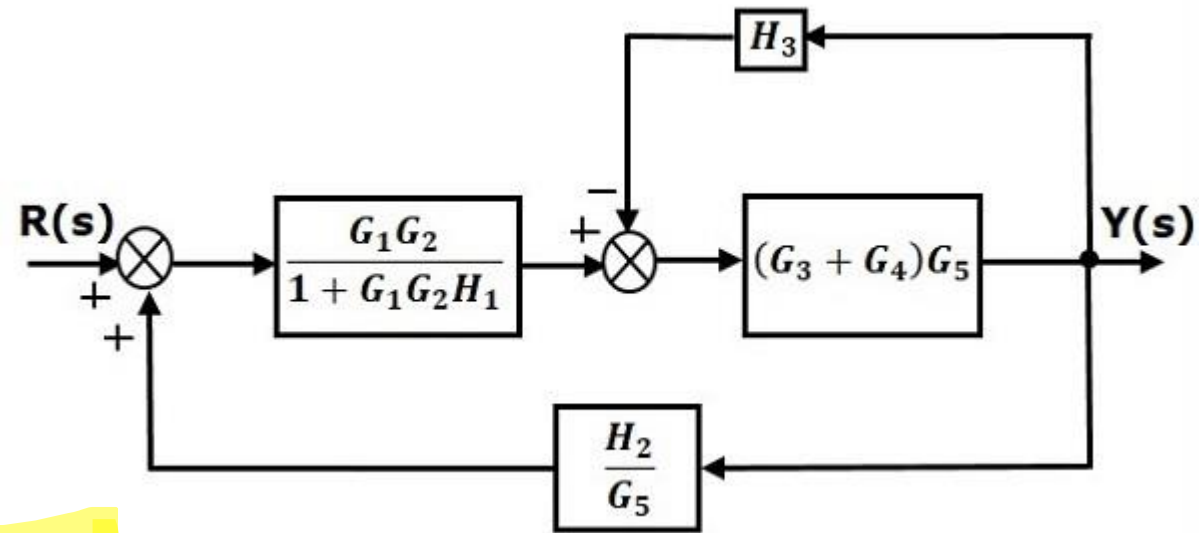 H₃
−
R(s)
G₁G₂
1 + G₁G₂H₁
+
(G₃ + G₄)G₅
Y(s)
+
+
H₂
G₅